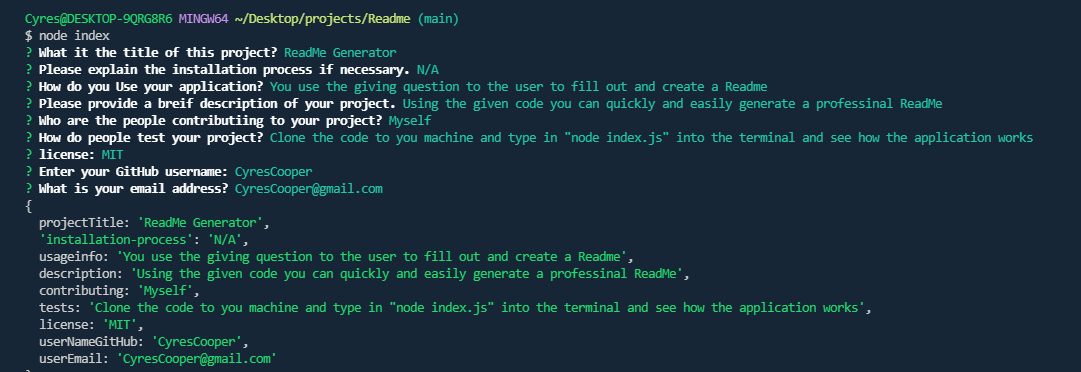 Cyres@DESKTOP-9QRG8R6 MINGW64 ~/Desktop/projects/Readme (main)
$ node index
? What it the title of this project? ReadMe Generator
? Please explain the installation process if necessary. N/A
? How do you Use your application? You use the giving question to the user to fill out and create a Readme
? Please provide a breif description of your project. Using the given code you can quickly and easily generate a professinal ReadMe
? Who are the people contributiing to your project? Myself
? How do people test your project? Clone the code to you machine and type in "node index.js" into the terminal and see how the application works
? license: MIT
? Enter your GitHub username: CyresCooper
? What is your email address? CyresCooper@gmail.com
{
  projectTitle: 'ReadMe Generator',
  'installation-process': 'N/A',
  usageinfo: 'You use the giving question to the user to fill out and create a Readme',
  description: 'Using the given code you can quickly and easily generate a professinal ReadMe',
  contributing: 'Myself',
  tests: 'Clone the code to you machine and type in "node index.js" into the terminal and see how the application works',
  license: 'MIT',
  userNameGitHub: 'CyresCooper',
  userEmail: 'CyresCooper@gmail.com'